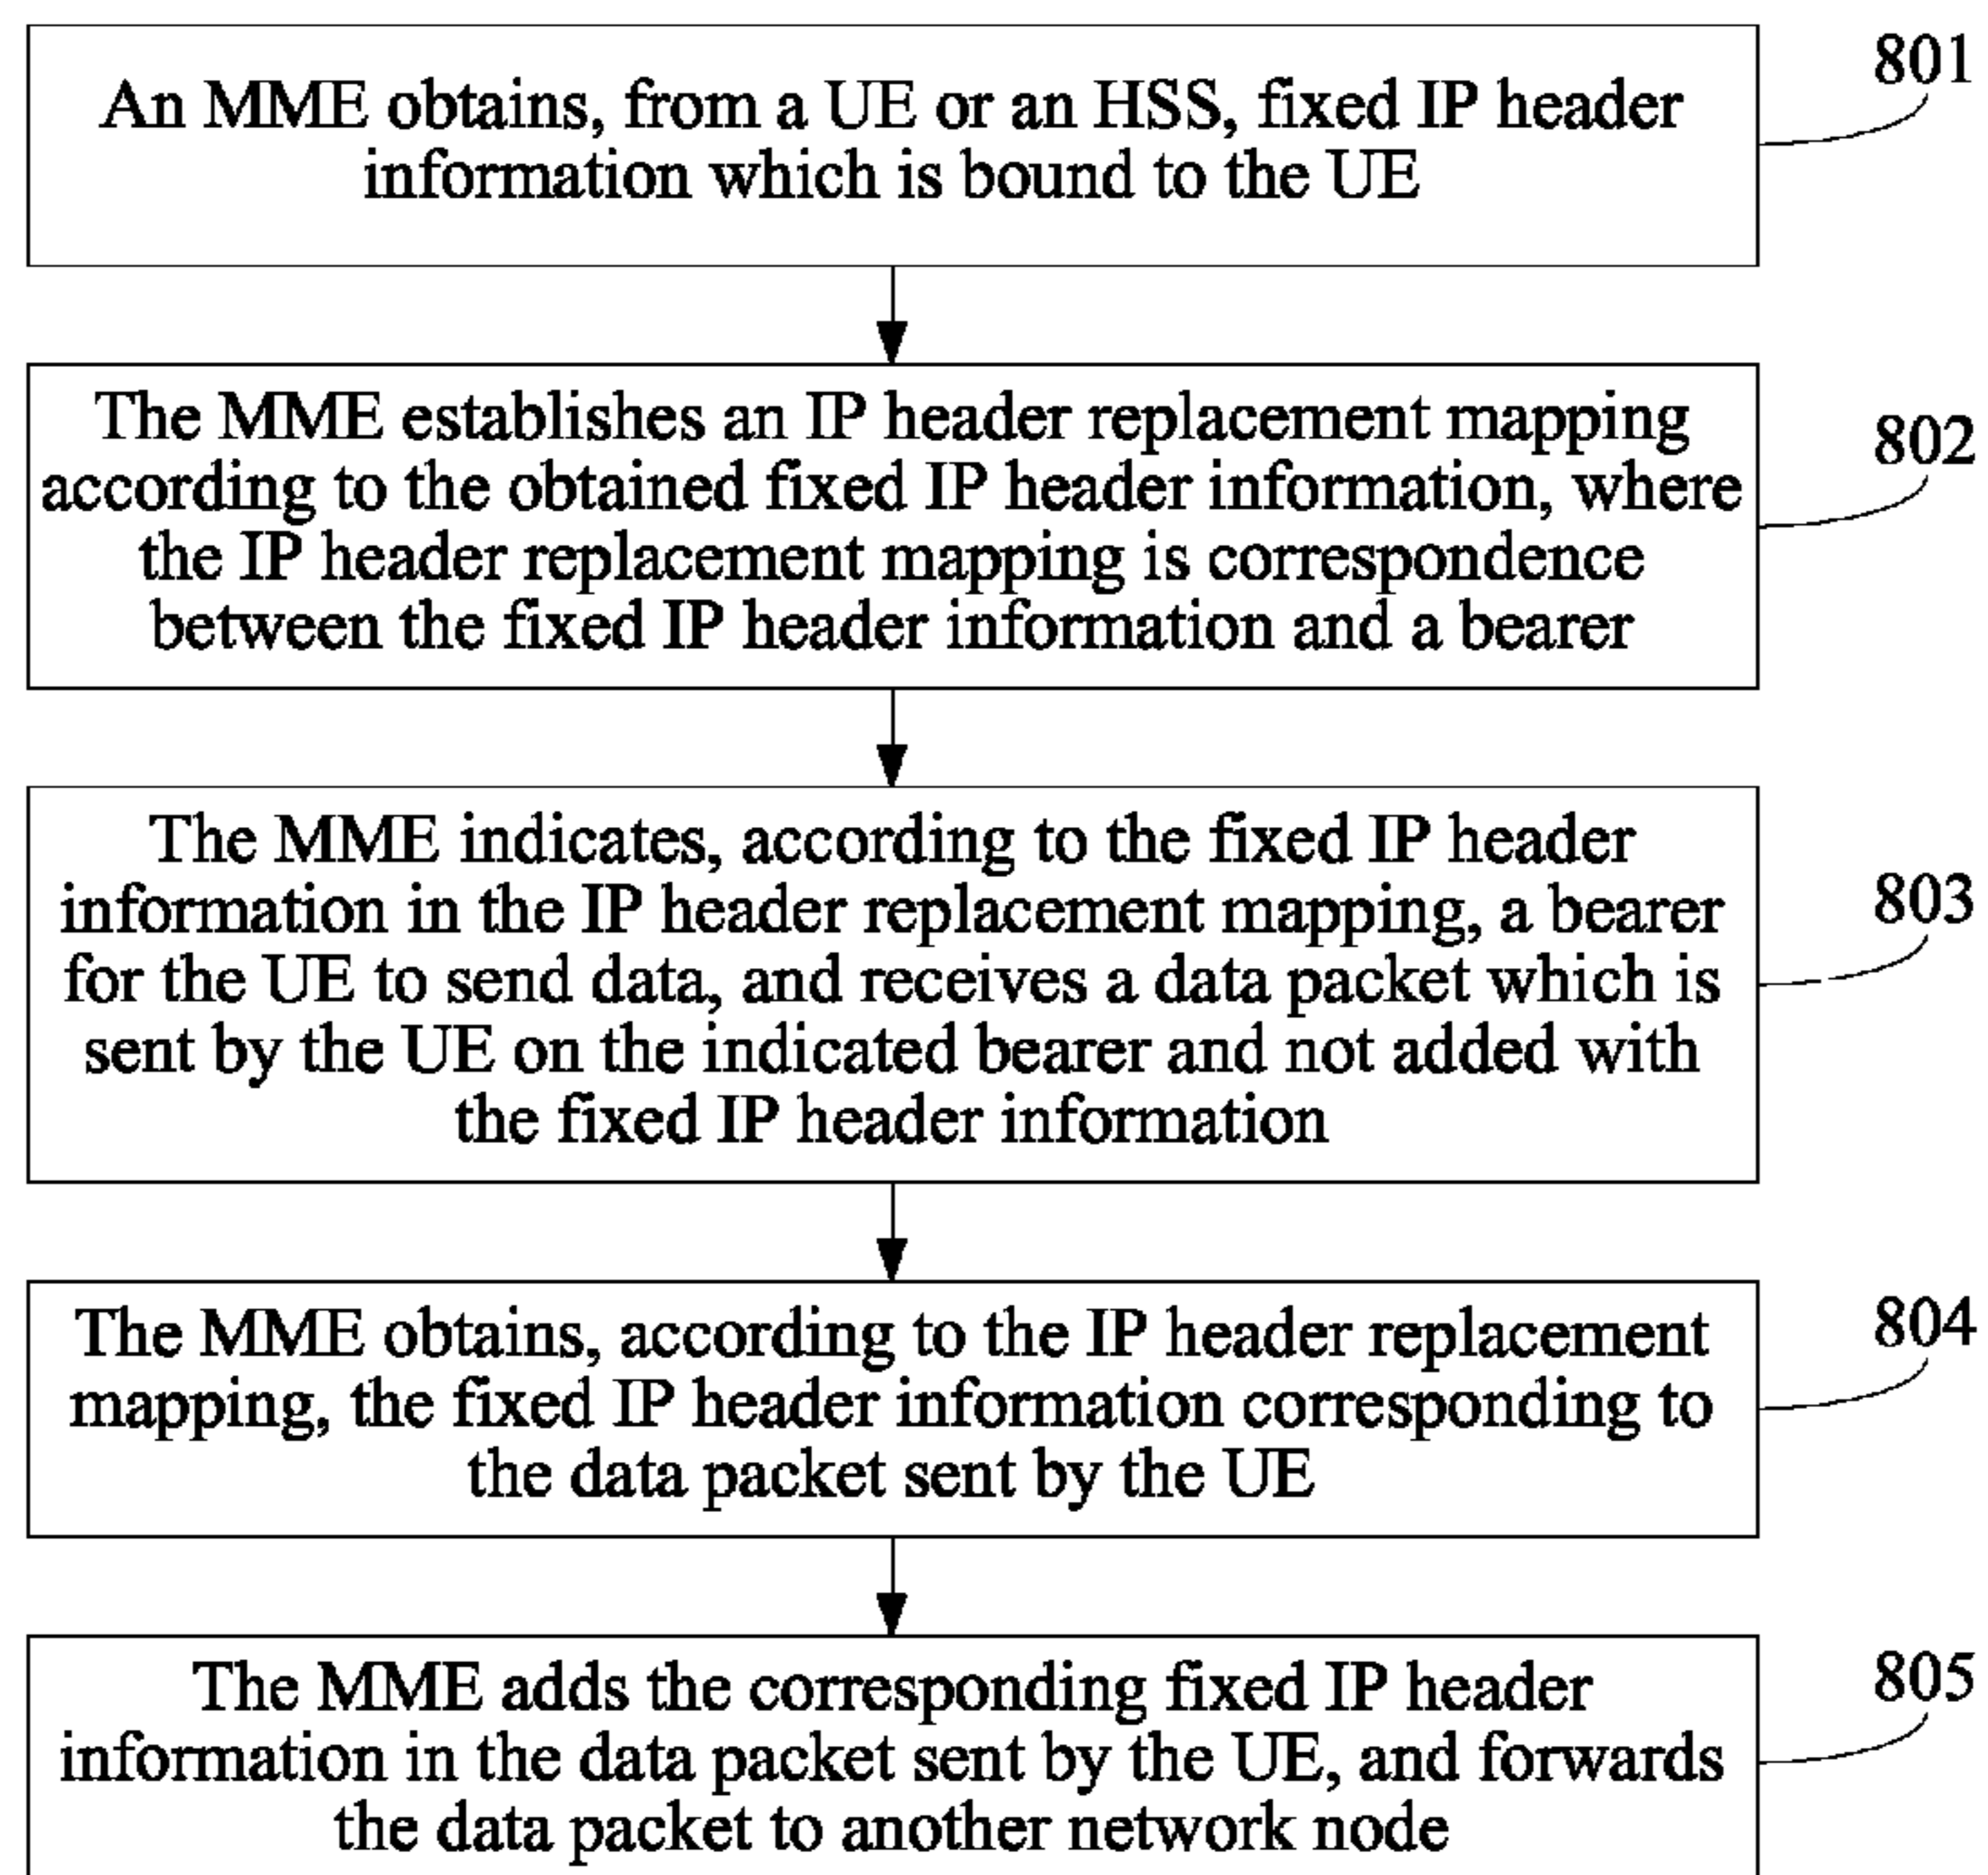 An MME obtains, from a UE or an HSS, fixed IP header
information which is bound to the UE
801
The MME establishes an IP header replacement mapping
according to the obtained fixed IP header information, where
the IP header replacement mapping is correspondence
between the fixed IP header information and a bearer
802
The MME indicates, according to the fixed IP header
information in the IP header replacement mapping, a bearer
for the UE to send data, and receives a data packet which is
sent by the UE on the indicated bearer and not added with
the fixed IP header information
803
The MME obtains, according to the IP header replacement
mapping, the fixed IP header information corresponding to
the data packet sent by the UE
804
The MME adds the corresponding fixed IP header
information in the data packet sent by the UE, and forwards
the data packet to another network node
805